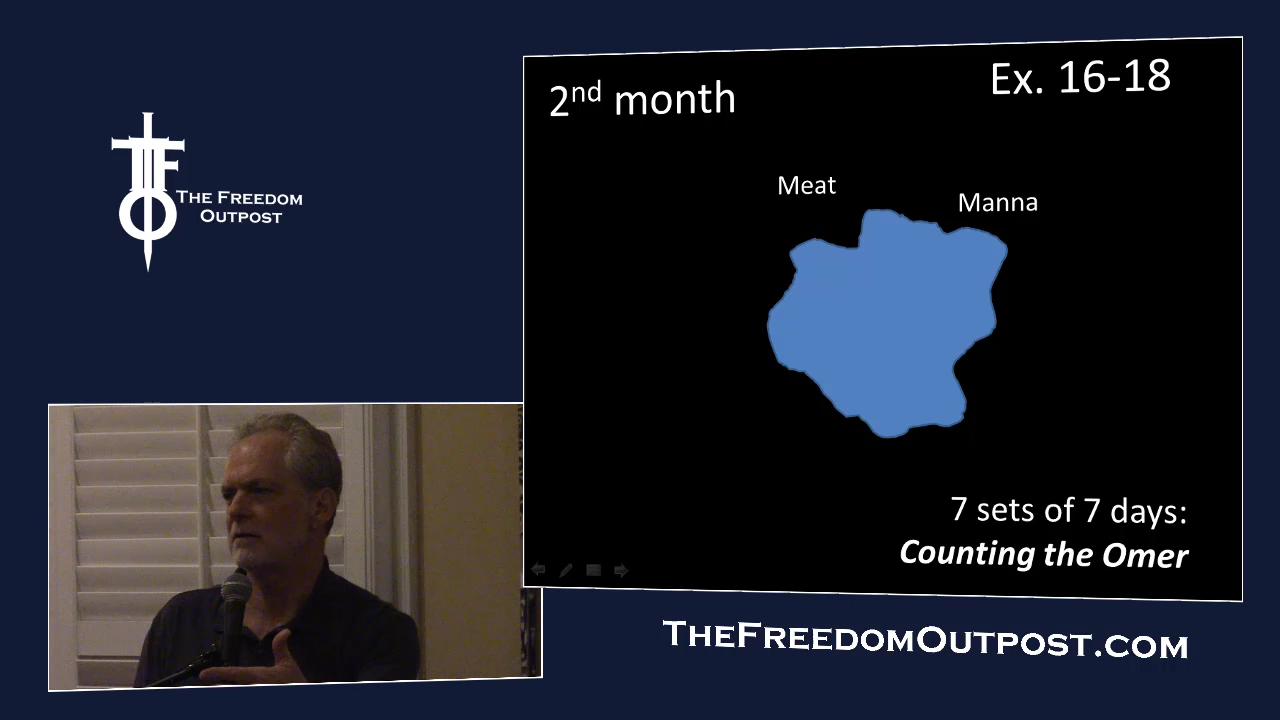 2nd month
Ex. 16-18
Meat
Manna
THE FREEDOM
OUTPOST
7 sets of 7 days:
Counting the Omer
THEFREEDOMOUTPOST.COM